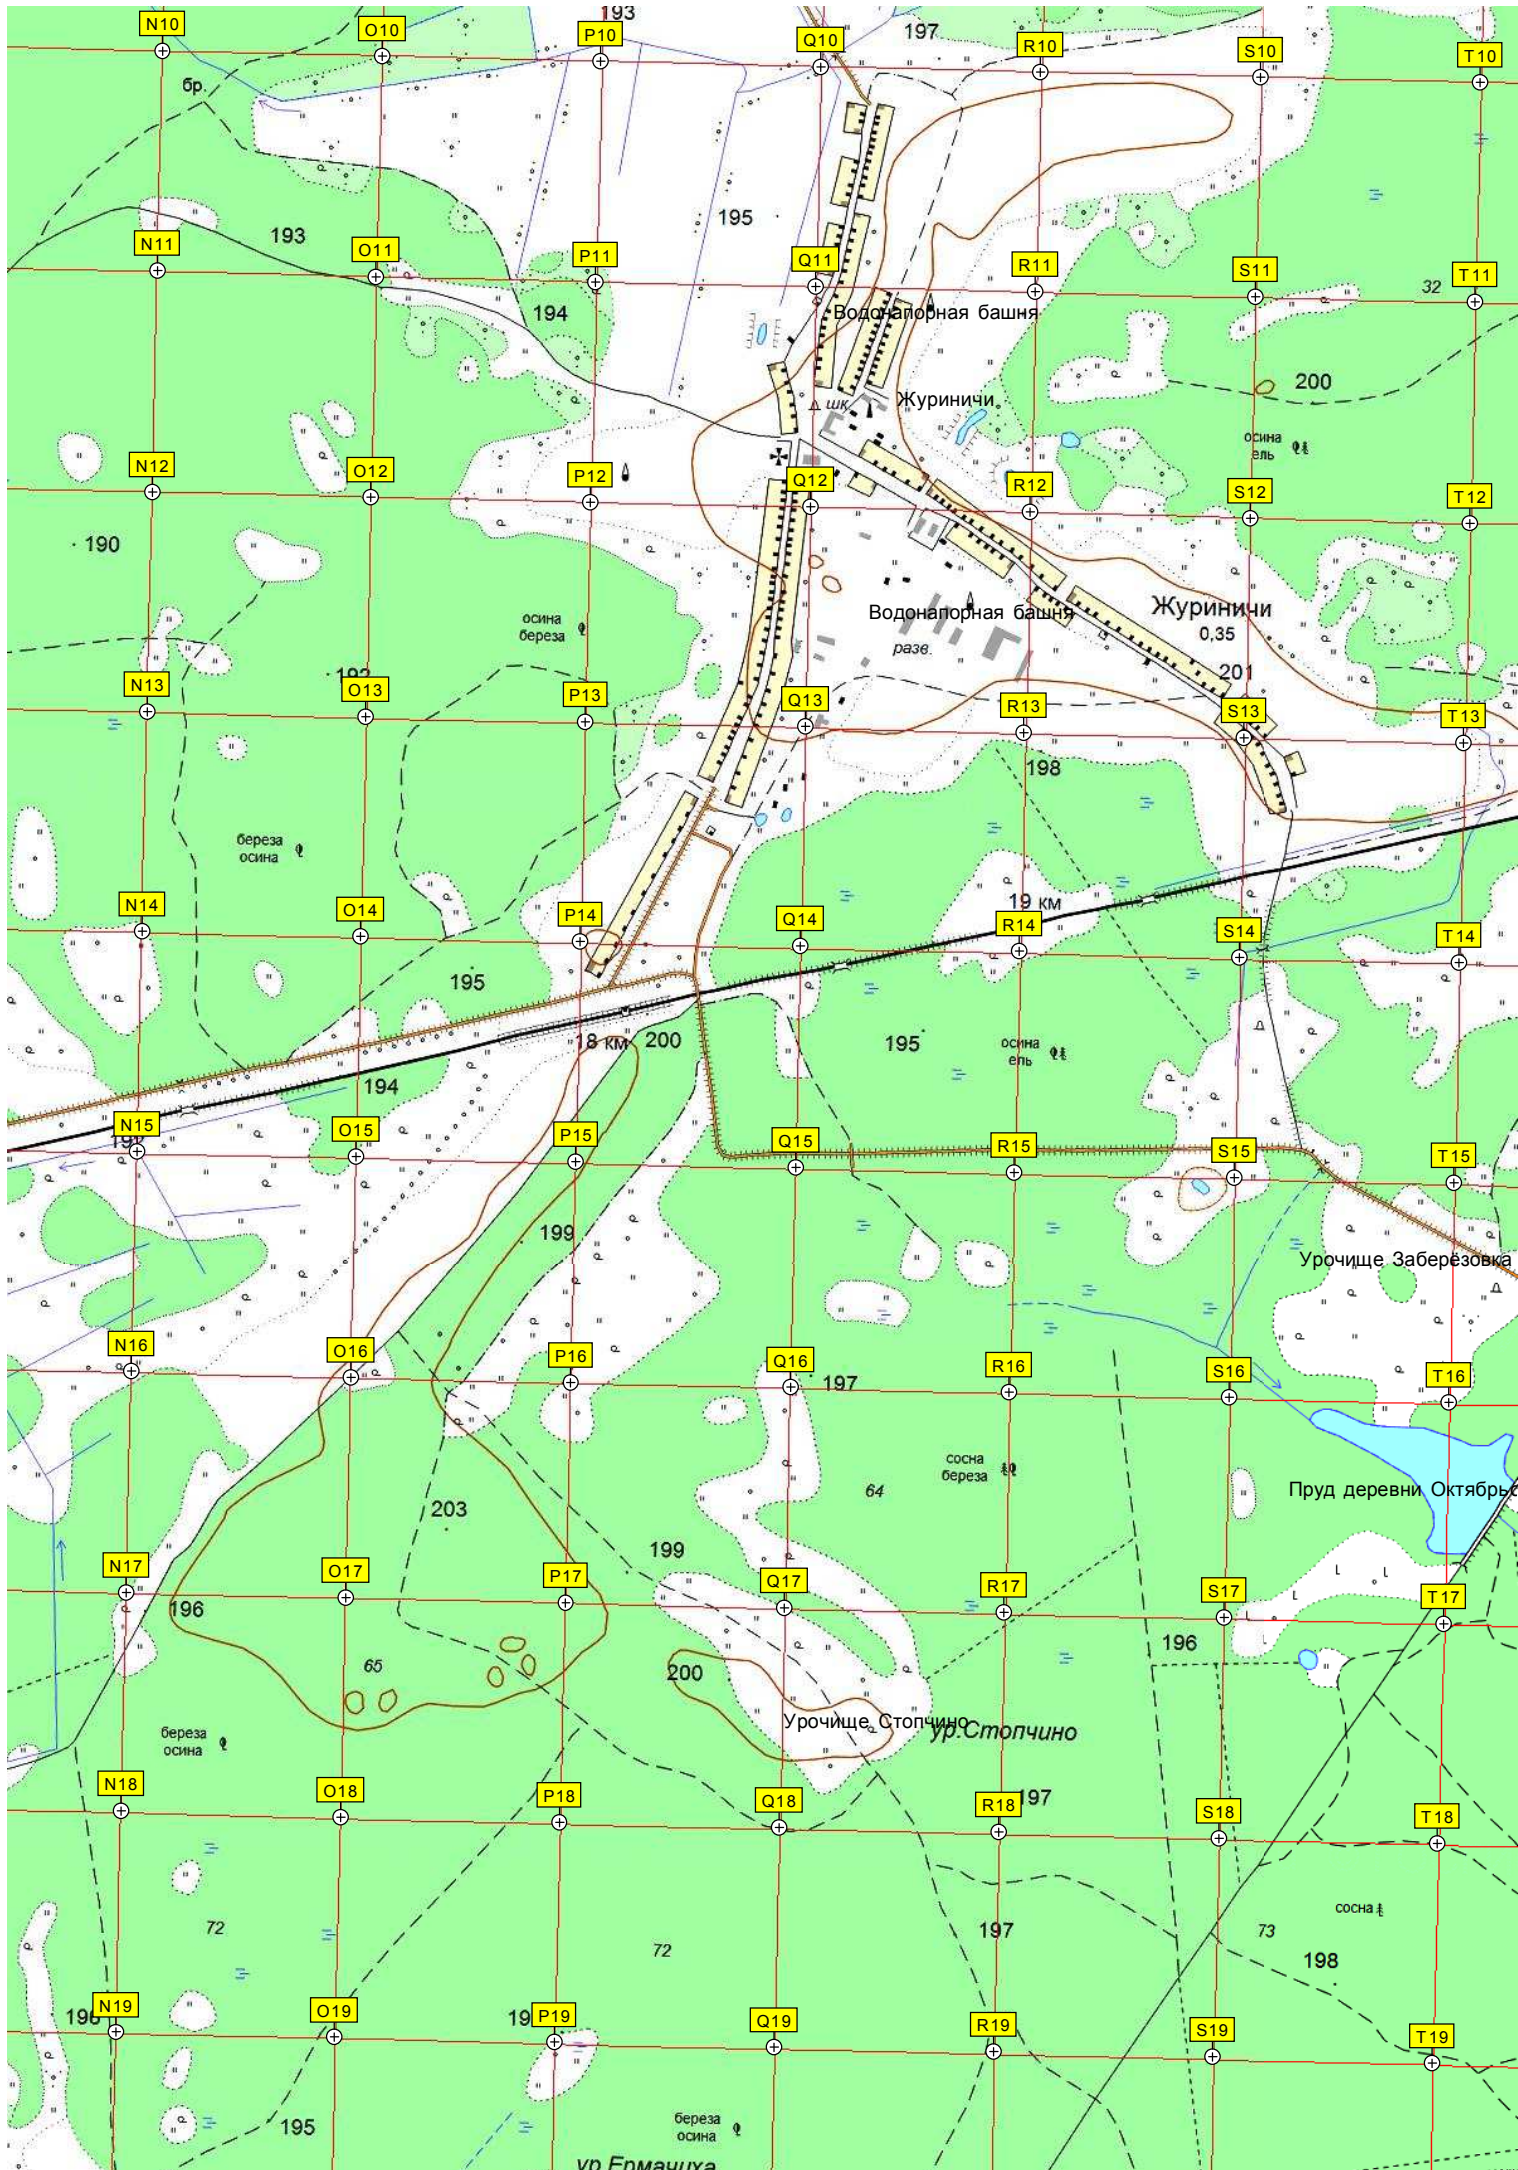 193
N10
O10
P10
Q10
197
R10
S10
T10
бр.
195
193
N11
O11
P11
Q11
R11
S11
T11
32
194
Водонапорная башня
200
шк.
Журиничи
осина
ель
N12
O12
P12
Q12
R12
S12
T12
190
осина
береза
Водонапорная башня
Журиничи
0,35
разв.
201
192
N13
O13
P13
Q13
R13
S13
T13
198
береза
осина
N14
O14
P14
Q14
19 км
R14
S14
T14
195
18 км
200
195
осина
ель
194
N15
O15
P15
Q15
R15
S15
T15
199
Урочище Заберёзовка
N16
O16
P16
Q16
197
R16
S16
T16
сосна
береза
64
Пруд деревни Октябрьс
203
199
N17
O17
P17
Q17
R17
S17
T17
196
196
65
200
Урочище Стопчино
ур.Стопчино
береза
осина
N18
O18
P18
Q18
R18
197
S18
T18
72
72
197
73
сосна
198
N19
O19
P19
Q19
R19
S19
T19
195
береза
осина
ур.Ермачиха